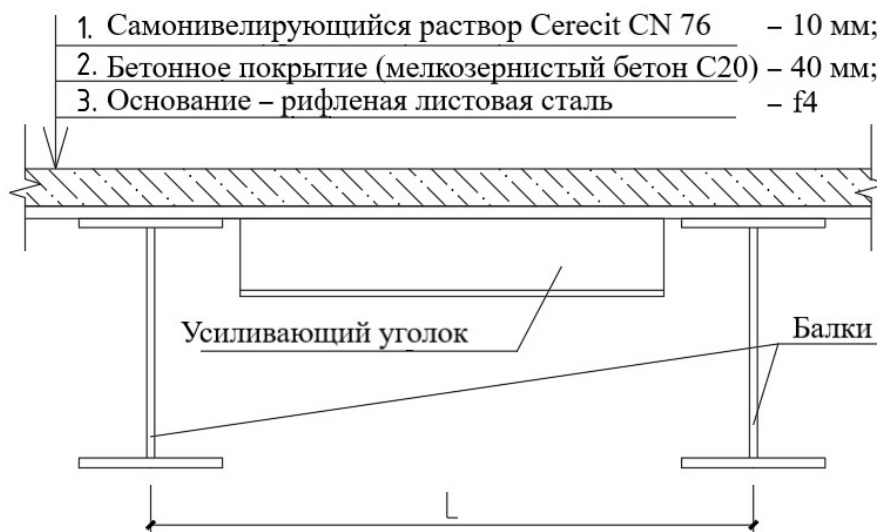 1. Самонивелирующийся раствор Cerecit CN 76 – 10 мм;
2. Бетонное покрытие (мелкозернистый бетон С20) – 40 мм;
3. Основание – рифленая листовая сталь – f4
Усиливающий уголок
Балки
L